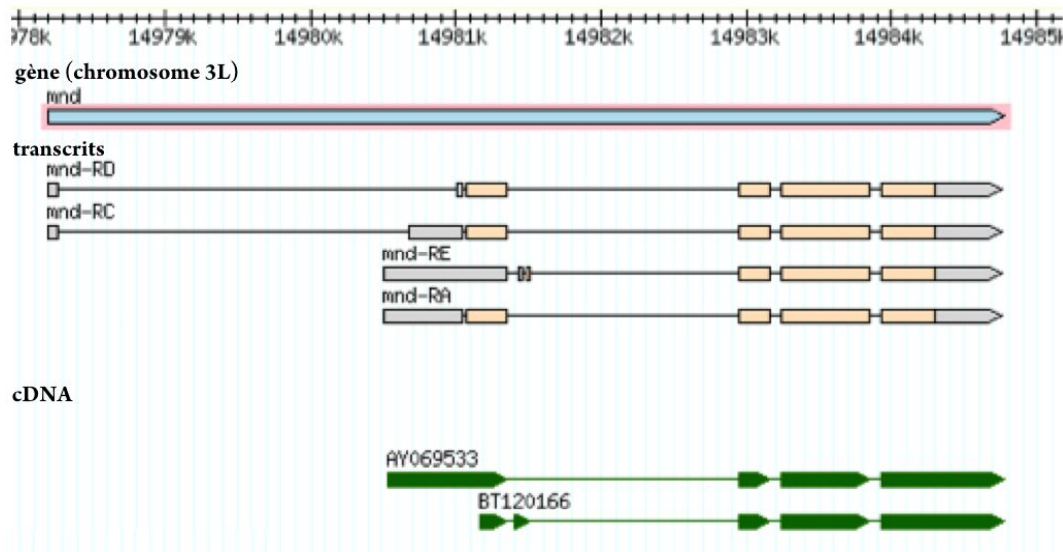 978k 14979k 14980k 14981k 14982k 14983k 14984k 14985k
gène (chromosome 3L)
mnd
transcrits
mnd-RD
mnd-RC
mnd-RE
mnd-RA
cDNA
AY069533
BT120166